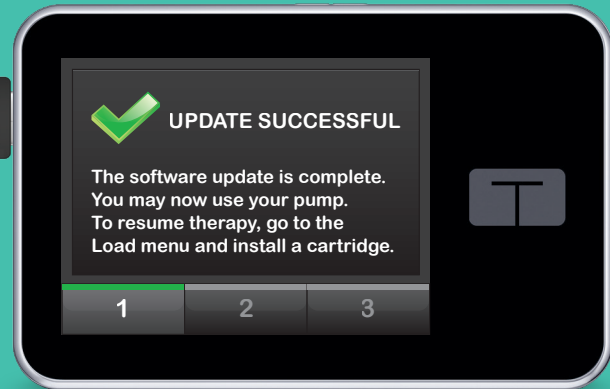 UPDATE SUCCESSFUL
The software update is complete.
You may now use your pump.
To resume therapy, go to the
Load menu and install a cartridge.
1 2 3